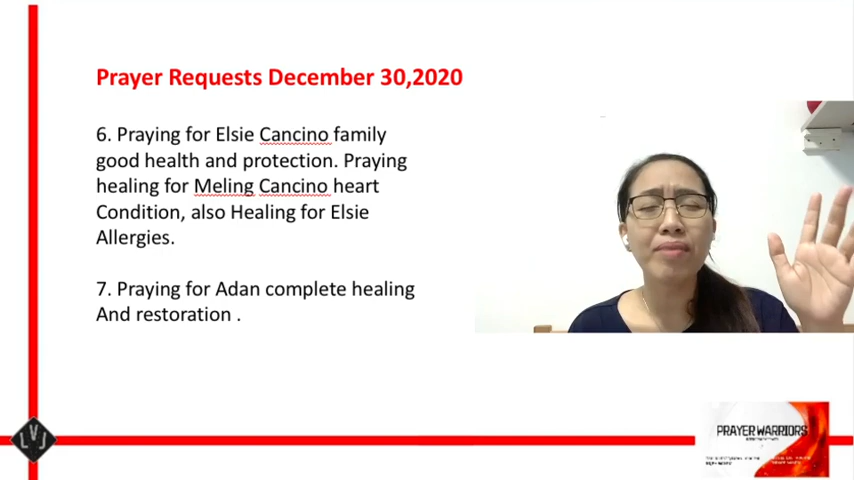 Prayer Requests December 30,2020
6. Praying for Elsie Cancino family
good health and protection. Praying
healing for Meling Cancino heart
Condition, also Healing for Elsie
Allergies.
7. Praying for Adan complete healing
And restoration .
LVJ
PRAYER WARRIORS